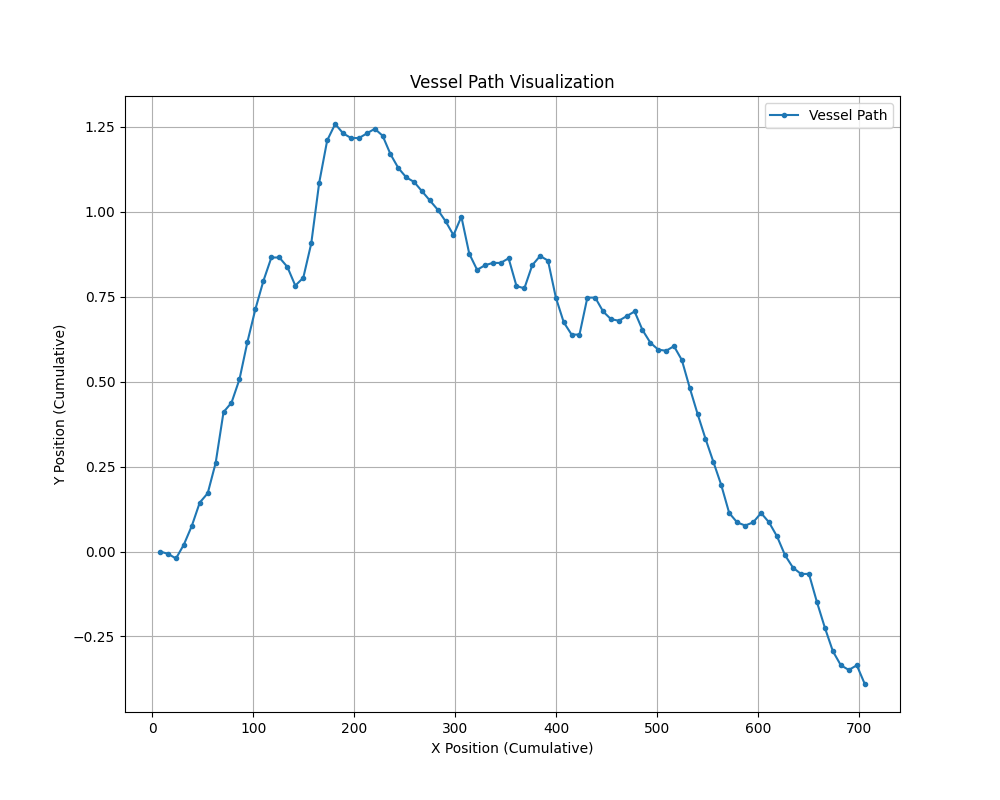 Vessel Path Visualization
Vessel Path
1.25
1.00
0.75
0.50
0.25
0.00
−0.25
Y Position (Cumulative)
0 100 200 300 400 500 600 700
X Position (Cumulative)